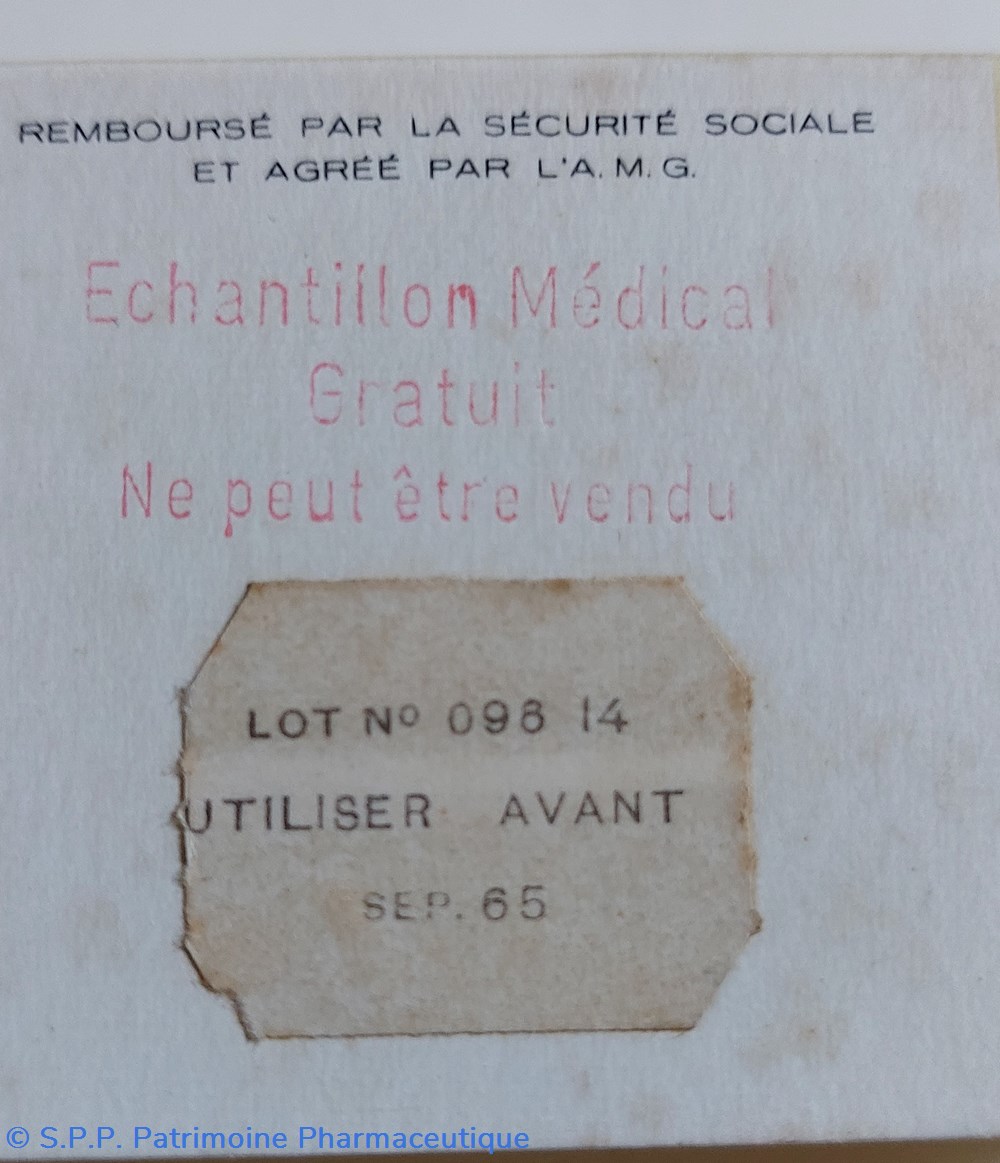 REMBOURSÉ PAR LA SÉCURITÉ SOCIALE
ET AGRÉÉ PAR L'A.M.G.
Echantillon Médical
Gratuit
Ne peut être vendu
LOT Nº 098 14
UTILISER AVANT
SEP. 65
© S.P.P. Patrimoine Pharmaceutique